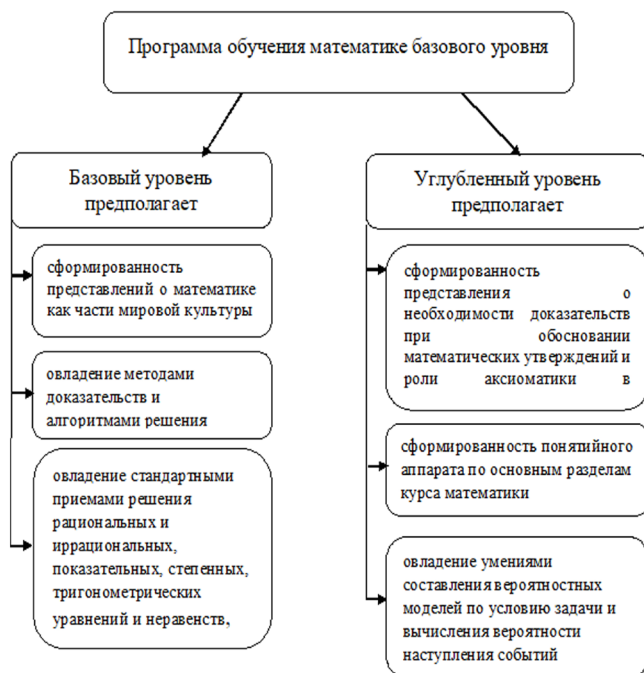 Программа обучения математике базового уровня
Базовый уровень
предполагает
сформированность
представлений о математике
как части мировой культуры
овладение методами
доказательств и
алгоритмами решения
овладение стандартными
приемами решения
рациональных и
иррациональных,
показательных, степенных,
тригонометрических
уравнений и неравенств,
Углубленный уровень
предполагает
сформированность
представления о
необходимости доказательств
при обосновании
математических утверждений и
роли аксиоматики в
сформированность понятийного
аппарата по основным разделам
курса математики
овладение умениями
составления вероятностных
моделей по условию задачи и
вычисления вероятности
наступления событий